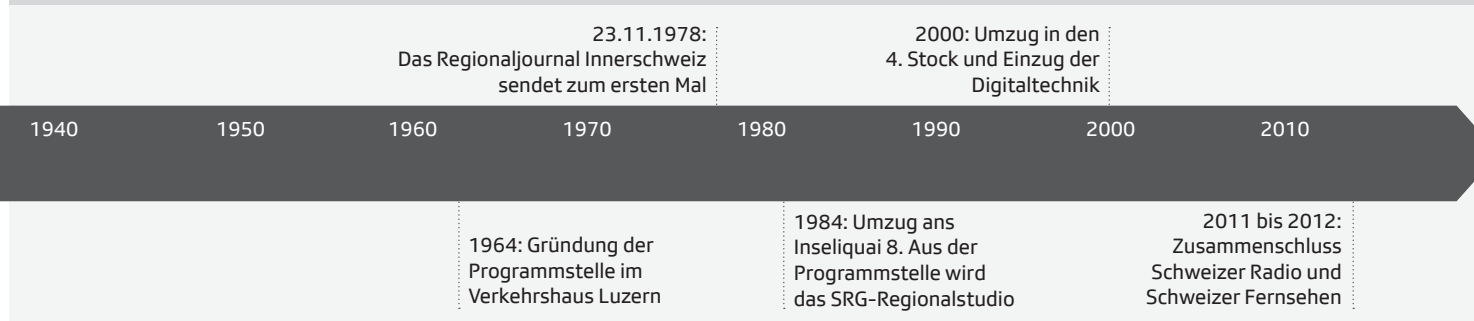 23.11.1978:
Das Regionaljournal Innerschweiz
sendet zum ersten Mal
2000: Umzug in den
4. Stock und Einzug der
Digitaltechnik
1940 1950 1960 1970 1980 1990 2000 2010
1964: Gründung der
Programmstelle im
Verkehrshaus Luzern
1984: Umzug ans
Inseliquai 8. Aus der
Programmstelle wird
das SRG-Regionalstudio
2011 bis 2012:
Zusammenschluss
Schweizer Radio und
Schweizer Fernsehen